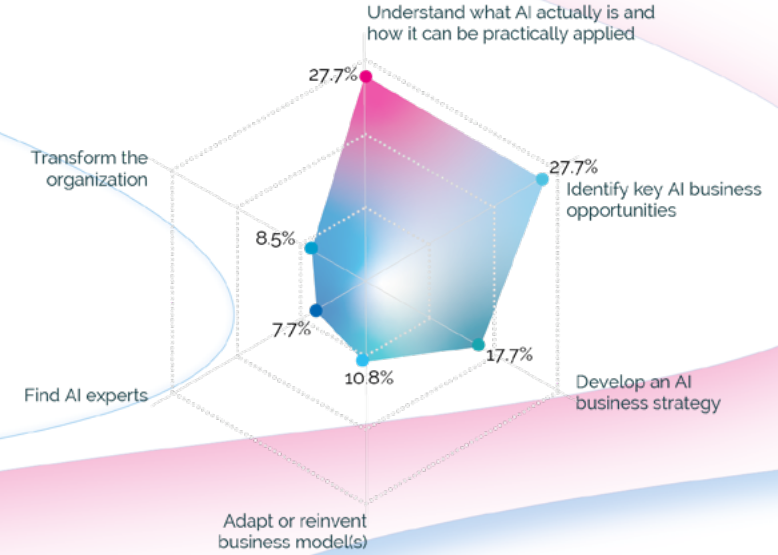 Understand what AI actually is and
how it can be practically applied
27.7%
27.7%
Identify key AI business
opportunities
Transform the
organization
8.5%
7.7%
17.7%
10.8%
Find AI experts
Develop an AI
business strategy
Adapt or reinvent
business model(s)